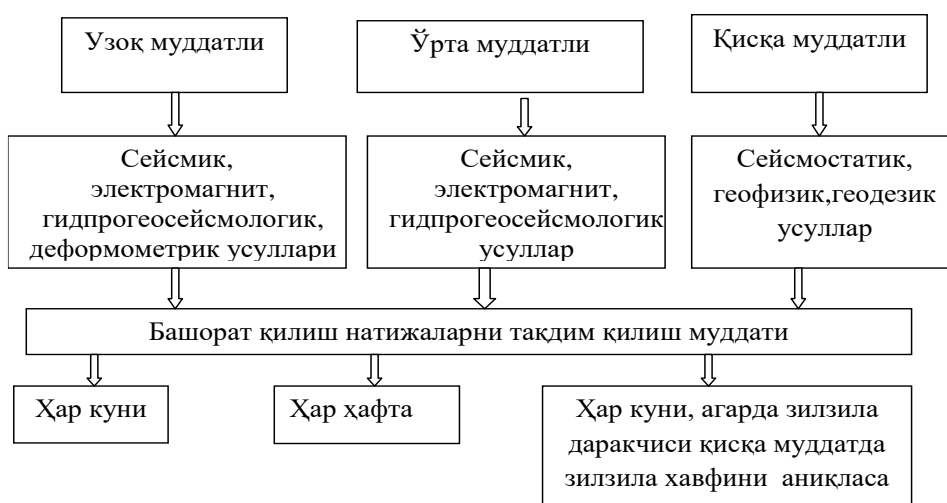 Узоқ муддатли
Ўрта муддатли
Қисқа муддатли
Сейсмик,
электромагнит,
гидпрогеосейсмологик,
деформометрик усуллари
Сейсмик,
электромагнит,
гидпрогеосейсмологик
усуллар
Сейсмостатик,
геофизик,геодезик
усуллар
Башорат қилиш натижаларни тақдим қилиш муддати
Ҳар куни
Ҳар ҳафта
Ҳар куни, агарда зилзила
даракчиси қисқа муддатда
зилзила хавфини аниқласа